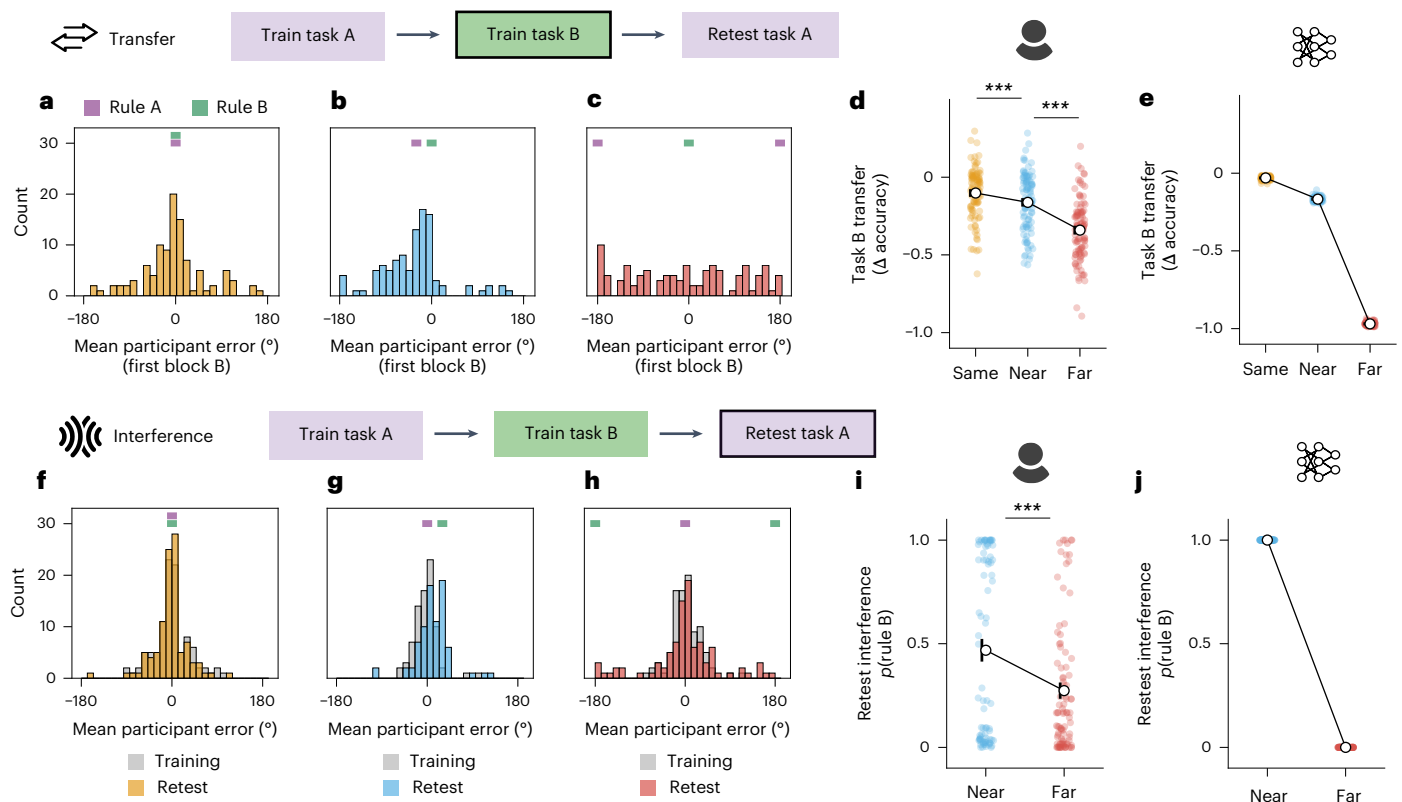 Transfer
Train task A
Train task B
Retest task A
a
Rule A
Rule B
Count
30
20
10
0
−180
0
180
Mean participant error (°)
(first block B)
b
−180
0
180
Mean participant error (°)
(first block B)
c
−180
0
180
Mean participant error (°)
(first block B)
d
***
***
Task B transfer
(Δ accuracy)
0
−0.5
−1.0
Same
Near
Far
e
Task B transfer
(Δ accuracy)
0
−0.5
−1.0
Same
Near
Far
Interference
Train task A
Train task B
Retest task A
f
Count
30
20
10
0
−180
0
180
Mean participant error (°)
Training
Retest
g
−180
0
180
Mean participant error (°)
Training
Retest
h
−180
0
180
Mean participant error (°)
Training
Retest
i
***
Retest interference
p(rule B)
1.0
0.5
0
Near
Far
j
Restest interference
p(rule B)
1.0
0.5
0
Near
Far